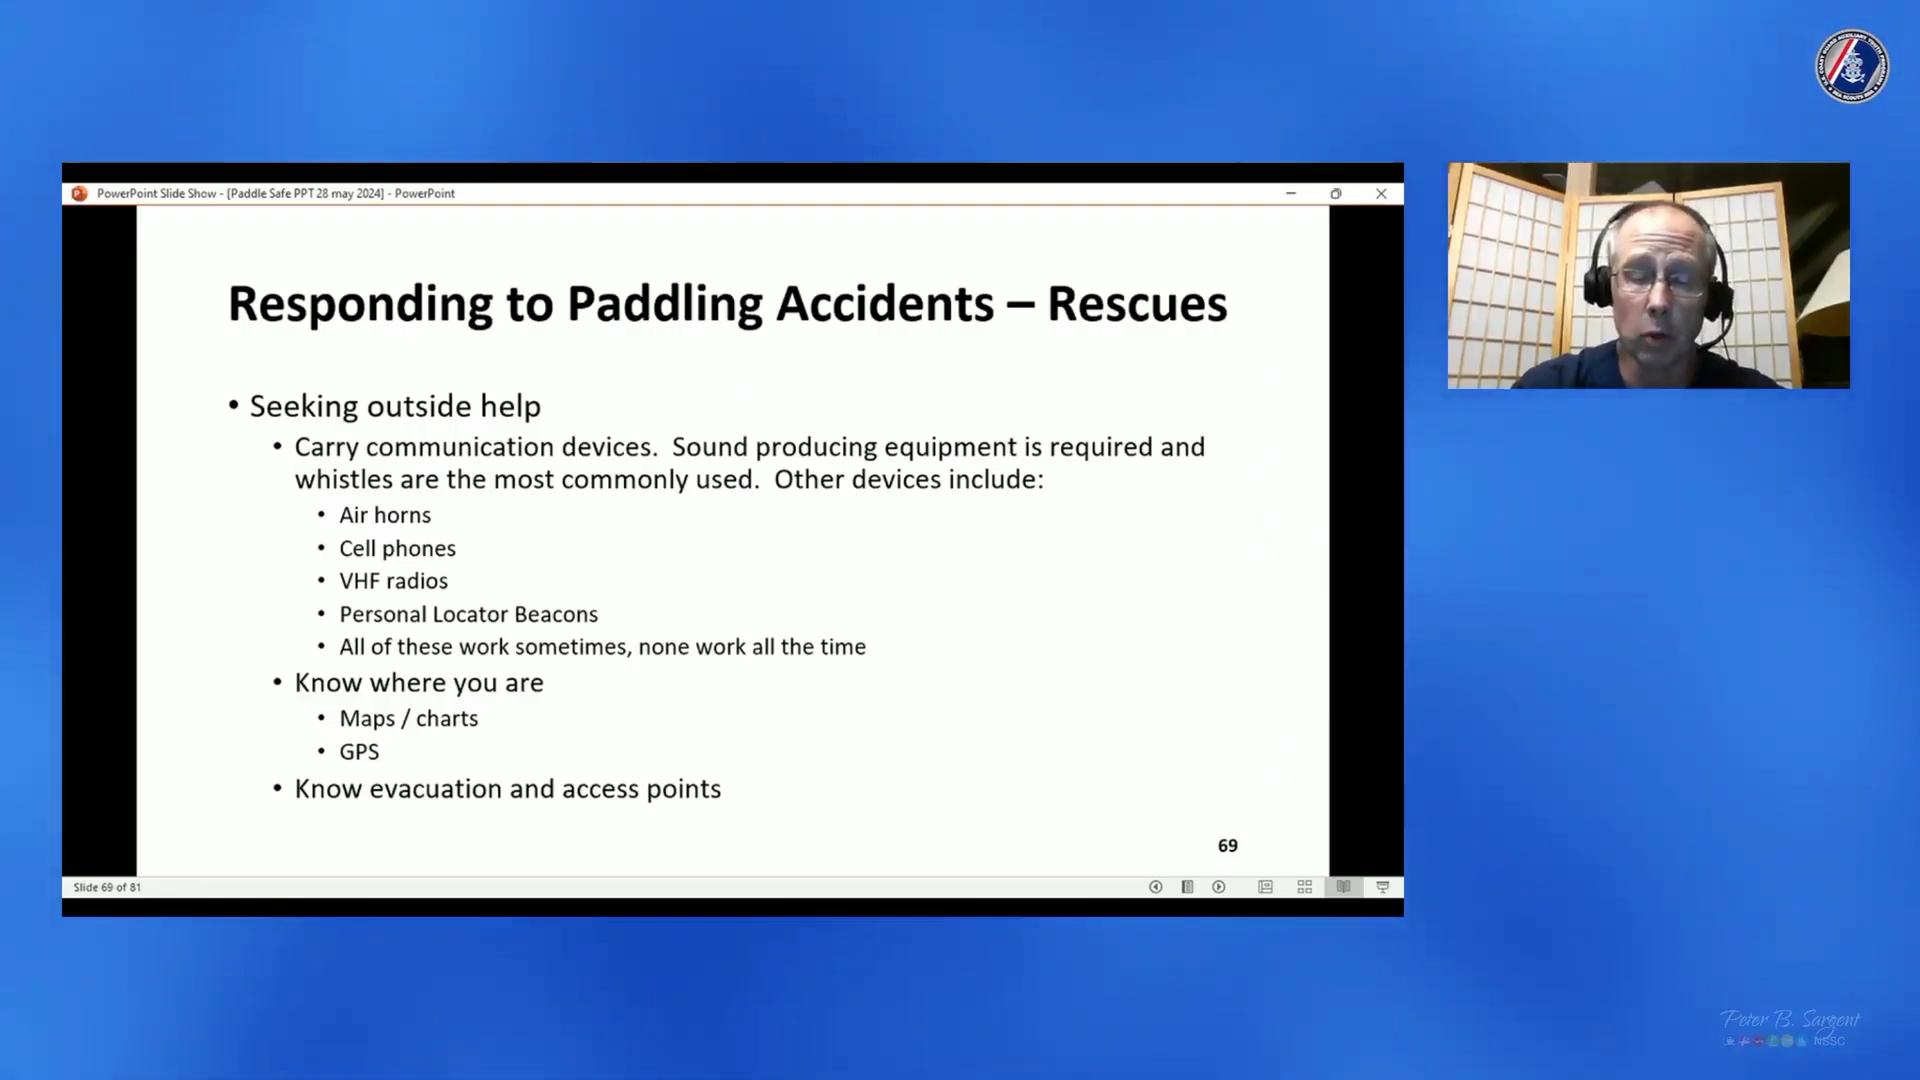 PowerPoint Slide Show - [Paddle Safe PPT 28 may 2024] - PowerPoint
Responding to Paddling Accidents – Rescues
• Seeking outside help
• Carry communication devices.  Sound producing equipment is required and
whistles are the most commonly used.  Other devices include:
• Air horns
• Cell phones
• VHF radios
• Personal Locator Beacons
• All of these work sometimes, none work all the time
• Know where you are
• Maps / charts
• GPS
• Know evacuation and access points
69
Slide 69 of 81
Peter B. Sargent
NSSC